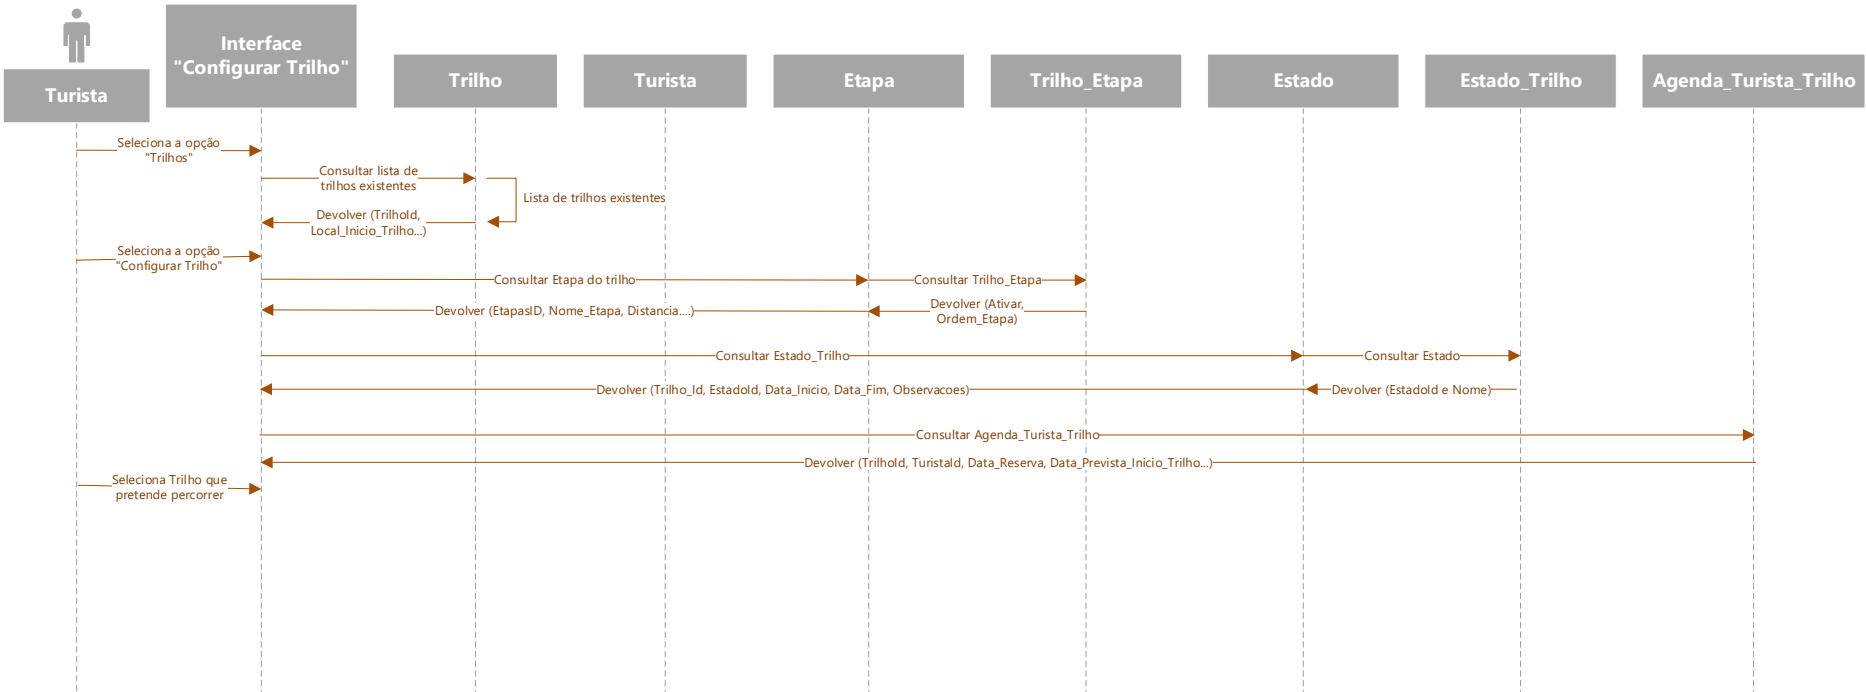 Turista
Interface
"Configurar Trilho"
Trilho
Turista
Etapa
Trilho_Etapa
Estado
Estado_Trilho
Agenda_Turista_Trilho
Seleciona a opção
"Trilhos"
Consultar lista de
trilhos existentes
Lista de trilhos existentes
Devolver (TrilhoId,
Local_Inicio_Trilho...)
Seleciona a opção
"Configurar Trilho"
Consultar Etapa do trilho
Consultar Trilho_Etapa
Devolver (EtapasID, Nome_Etapa, Distancia....)
Devolver (Ativar,
Ordem_Etapa)
Consultar Estado_Trilho
Consultar Estado
Devolver (Trilho_Id, EstadoId, Data_Inicio, Data_Fim, Observacoes)
Devolver (EstadoId e Nome)
Consultar Agenda_Turista_Trilho
Devolver (TrilhoId, TuristaId, Data_Reserva, Data_Prevista_Inicio_Trilho...)
Seleciona Trilho que
pretende percorrer